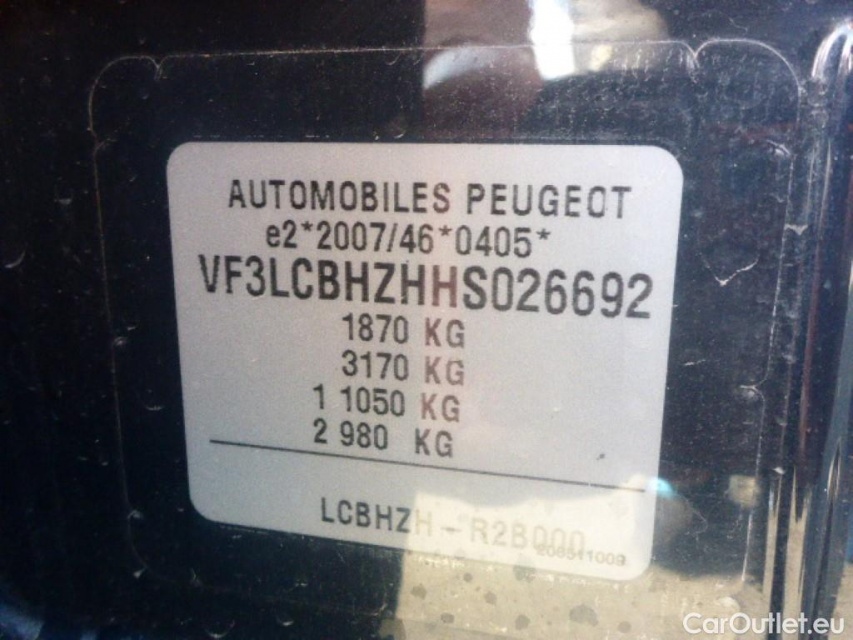 AUTOMOBILES PEUGEOT
e2*2007/46*0405*
VF3LCBHZHHS026692
1870 KG
3170 KG
1 1050 KG
2 980 KG
LCBHZH - R2B000
CarOutlet.eu